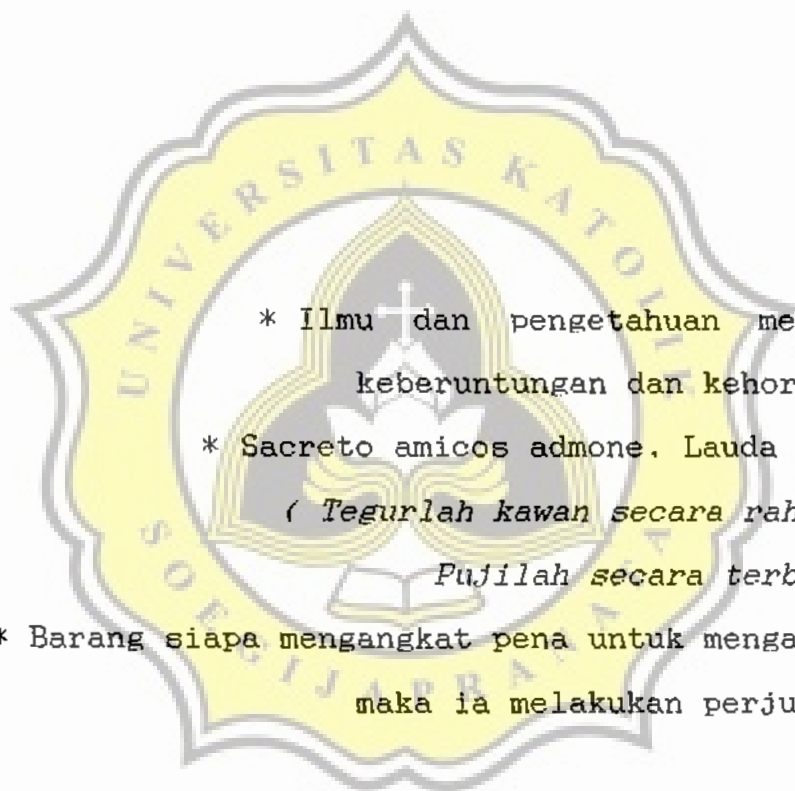 UNIVERSITAS KATOLIK
SOEGIJAPRANATA
* Ilmu dan pengetahuan me
keberuntungan dan kehor
* Sacreto amicos admone. Lauda
( Tegurlah kawan secara rah
Pujilah secara terb
* Barang siapa mengangkat pena untuk menga
maka ia melakukan perju